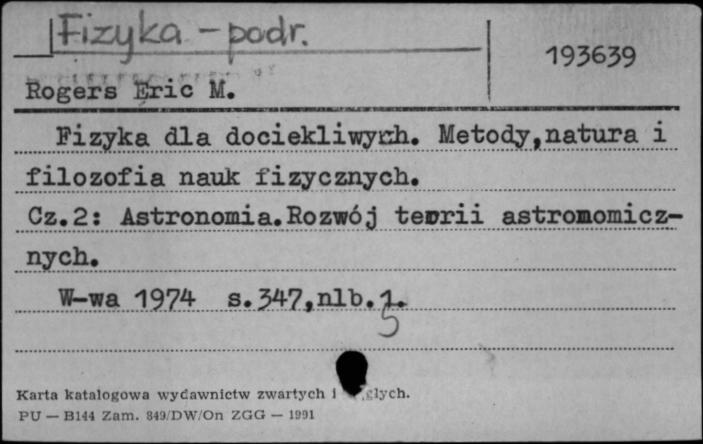 Fizyka - podr.
193639
Rogers Eric M.
Fizyka dla dociekliwych. Metody,natura i
filozofia nauk fizycznych.
Cz.2: Astronomia.Rozwój teorii astronomicz-
nych.
W-wa 1974 s.347,nlb.1.
5
Karta katalogowa wydawnictw zwartych i
PU — B144 Zam. 849/DW/On ZGG — 1991